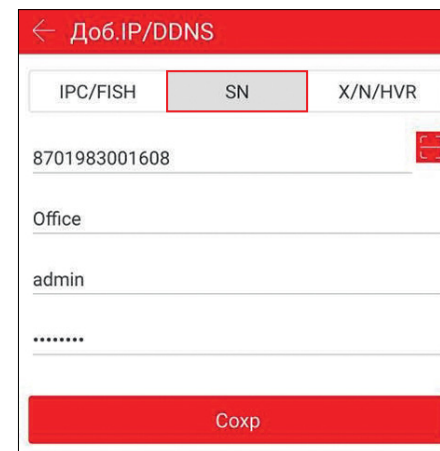 ← Доб.IP/DDNS
IPC/FISH SN X/N/HVR
8701983001608
Office
admin
••••••••
Сохр